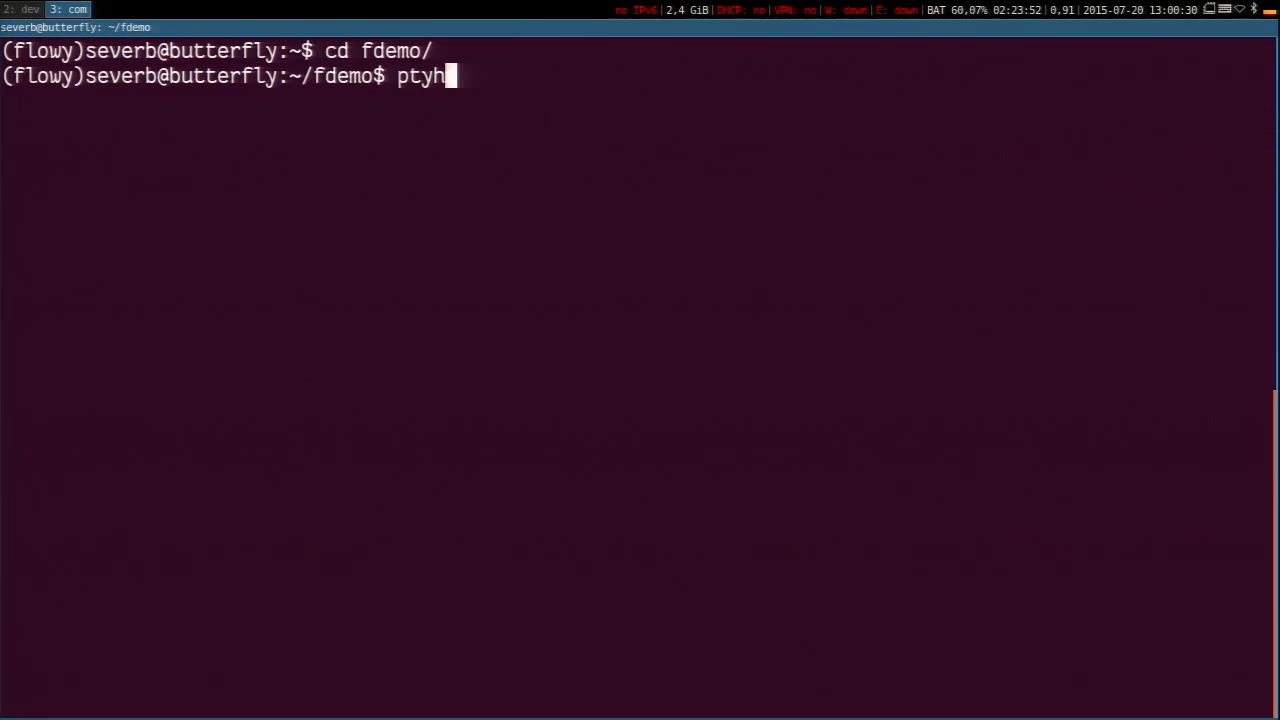 2: dev 3: com no IPv6|2,4 GiB|DHCP: no|VPN: no|W: down|E: down|BAT 60,07% 02:23:52|0,91|2015-07-20 13:00:30
severb@butterfly: ~/fdemo
(flowy)severb@butterfly:~$ cd fdemo/
(flowy)severb@butterfly:~/fdemo$ ptyh